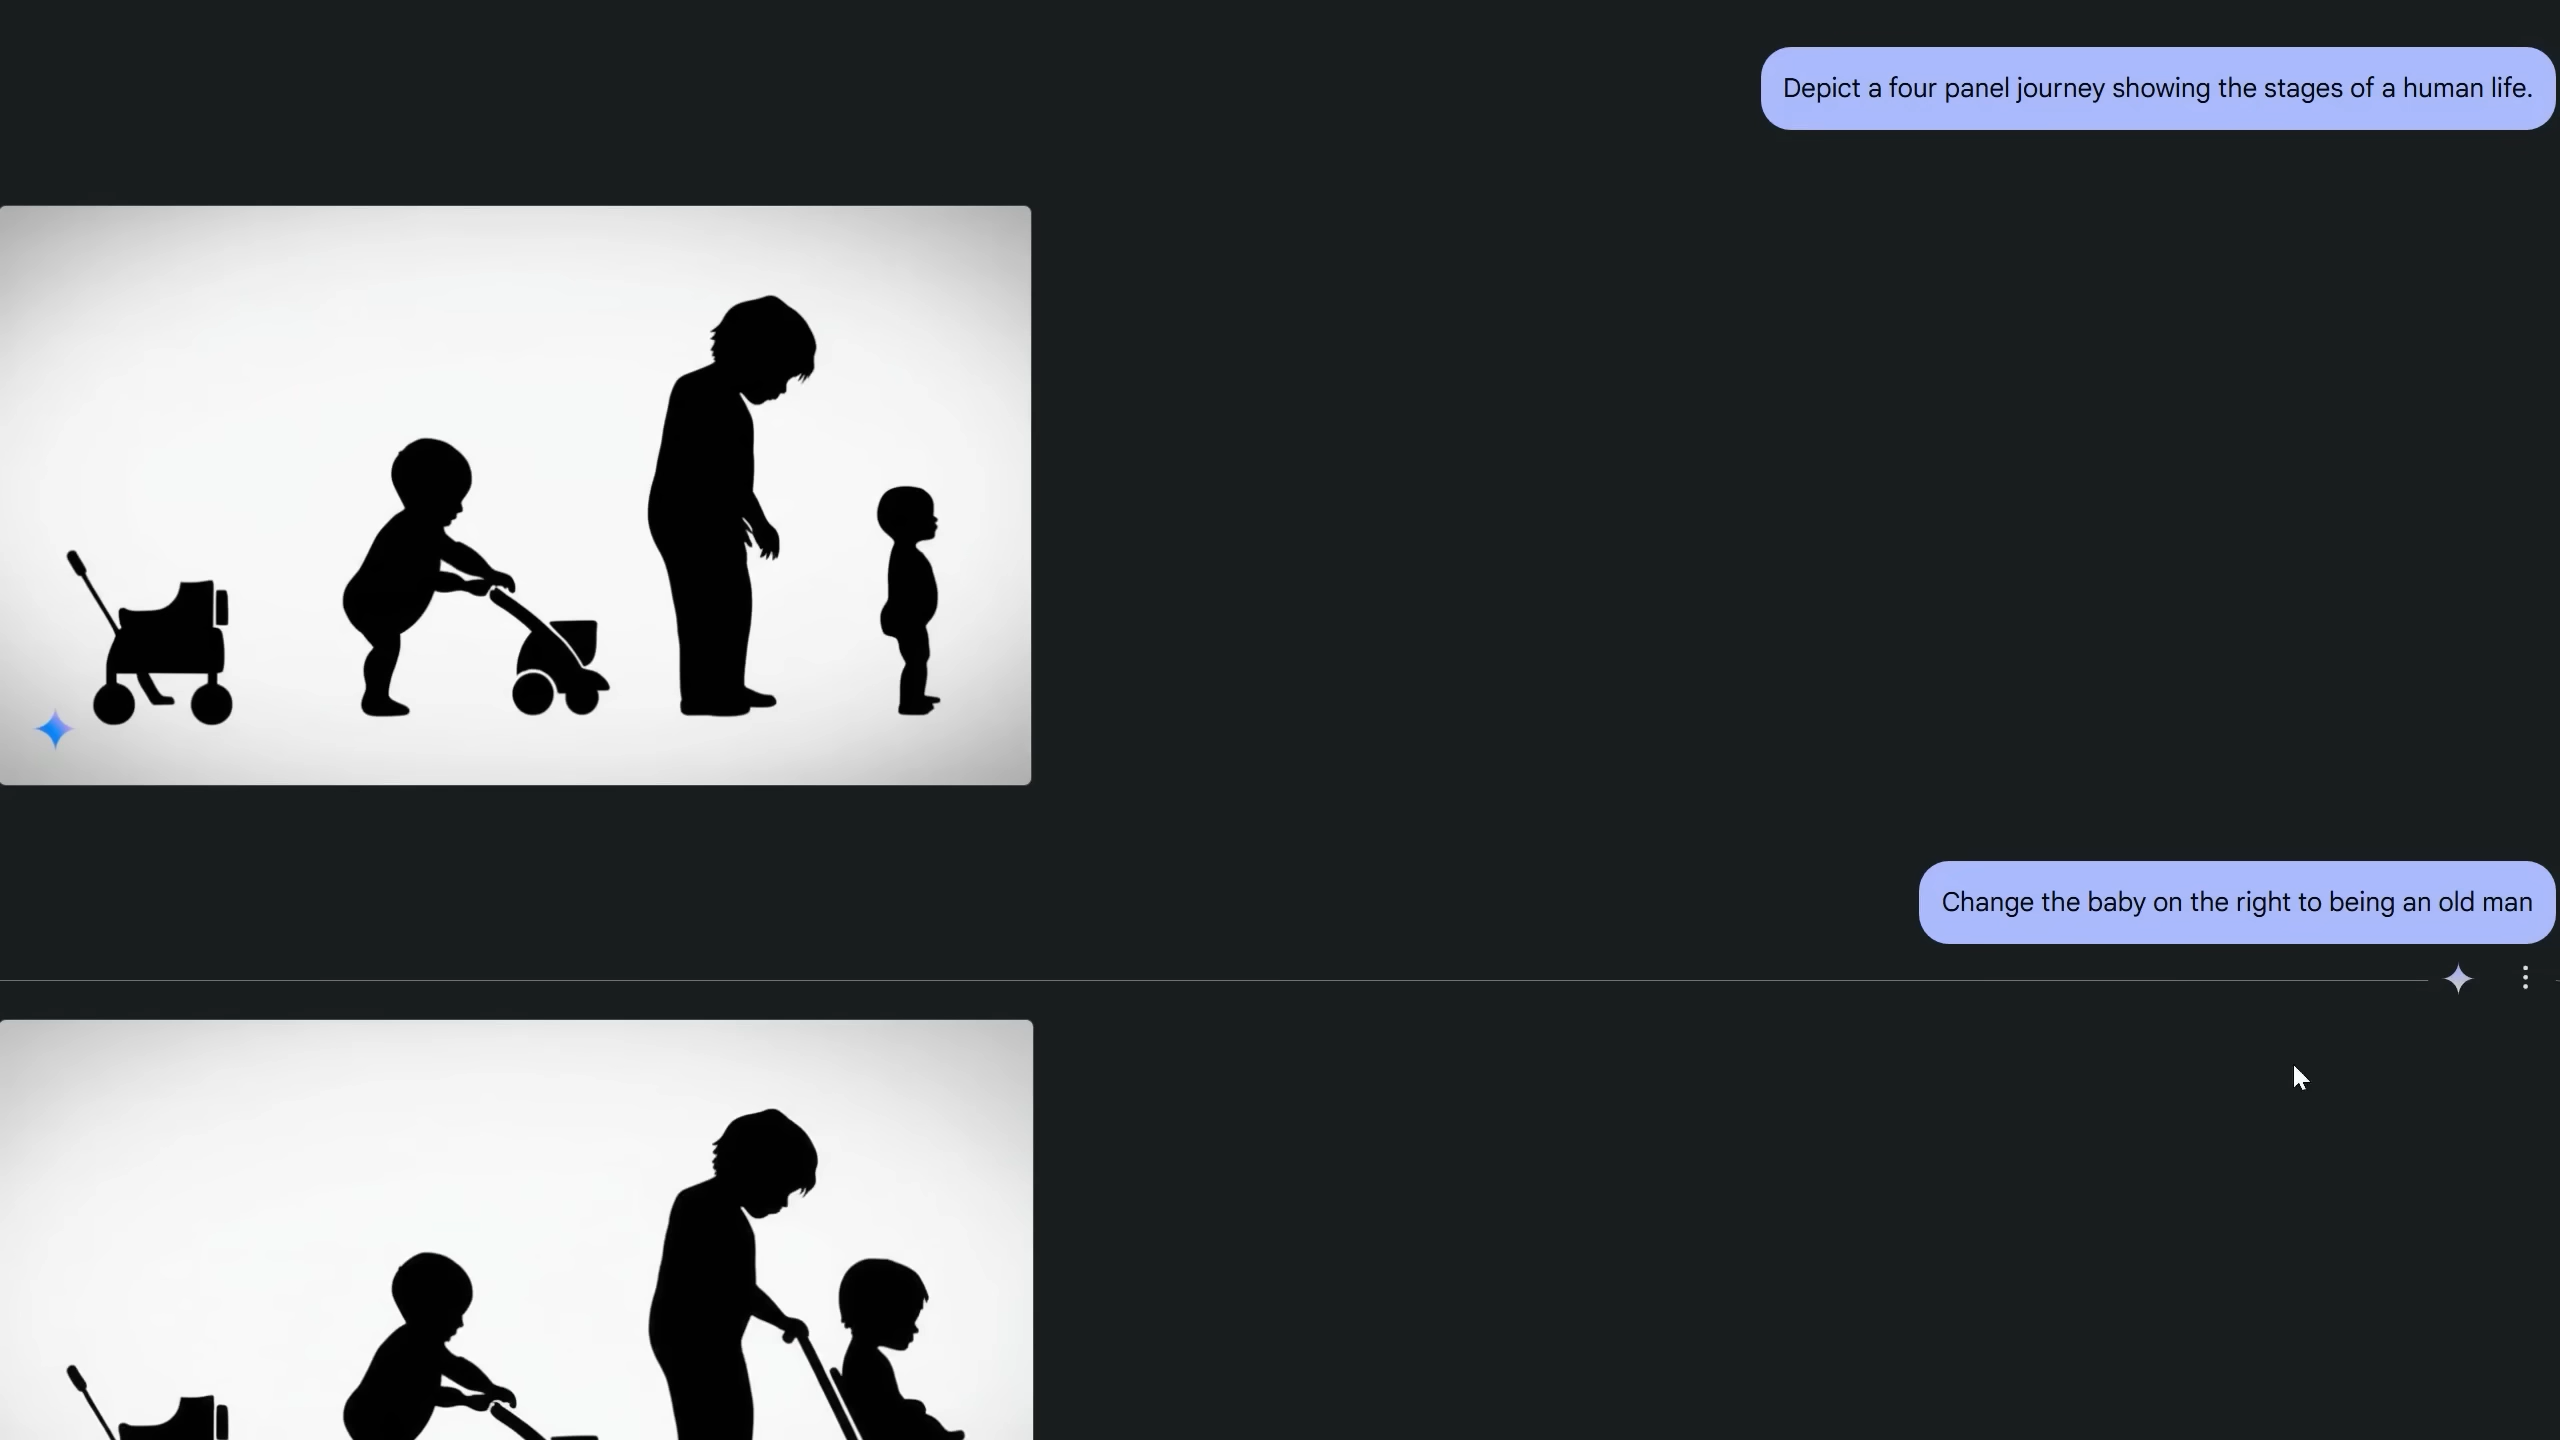 Depict a four panel journey showing the stages of a human life.
Change the baby on the right to being an old man